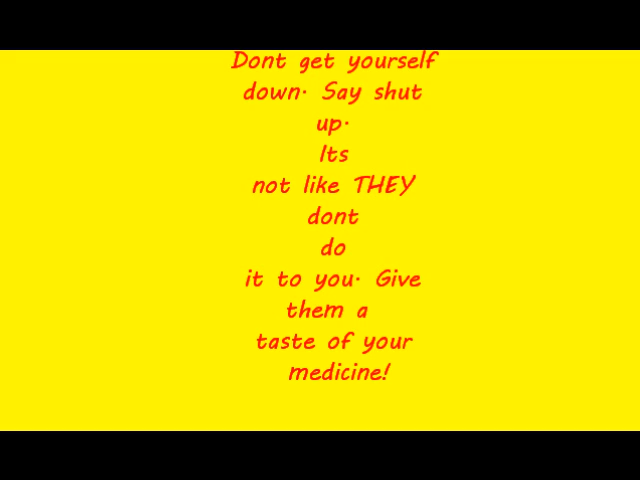 Dont get yourself
down. Say shut
up.
Its
not like THEY
dont
do
it to you. Give
them a
taste of your
medicine!